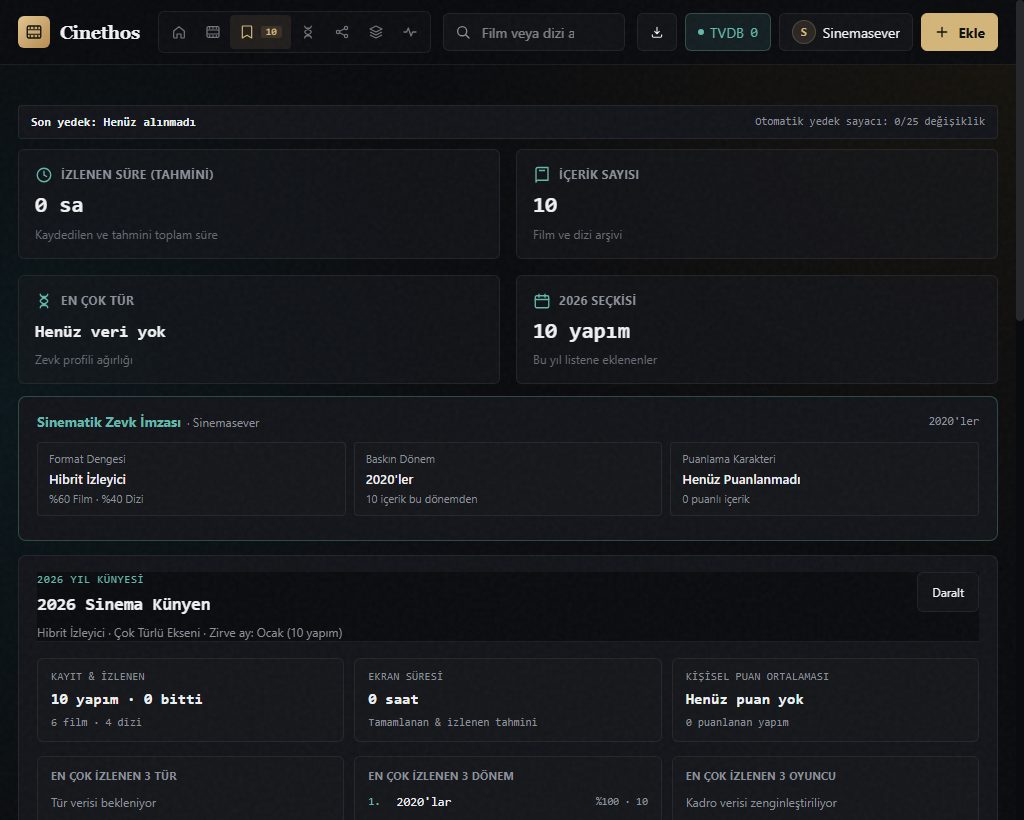 Cinethos
10
Film veya dizi a
TVDB 0
S
Sinemasever
+ Ekle
Son yedek: Henüz alınmadı
Otomatik yedek sayacı: 0/25 değişiklik
İZLENEN SÜRE (TAHMİNİ)
0 sa
Kaydedilen ve tahmini toplam süre
İÇERİK SAYISI
10
Film ve dizi arşivi
EN ÇOK TÜR
Henüz veri yok
Zevk profili ağırlığı
2026 SEÇKİSİ
10 yapım
Bu yıl listene eklenenler
Sinematik Zevk İmzası · Sinemasever
2020'ler
Format Dengesi
Hibrit İzleyici
%60 Film · %40 Dizi
Baskın Dönem
2020'ler
10 içerik bu dönemden
Puanlama Karakteri
Henüz Puanlanmadı
0 puanlı içerik
2026 YIL KÜNYESİ
2026 Sinema Künyen
Hibrit İzleyici · Çok Türlü Ekseni · Zirve ay: Ocak (10 yapım)
Daralt
KAYIT & İZLENEN
10 yapım · 0 bitti
6 film · 4 dizi
EKRAN SÜRESİ
0 saat
Tamamlanan & izlenen tahmini
KİŞİSEL PUAN ORTALAMASI
Henüz puan yok
0 puanlanan yapım
EN ÇOK İZLENEN 3 TÜR
Tür verisi bekleniyor
EN ÇOK İZLENEN 3 DÖNEM
1. 2020'lar %100 · 10
EN ÇOK İZLENEN 3 OYUNCU
Kadro verisi zenginleştiriliyor